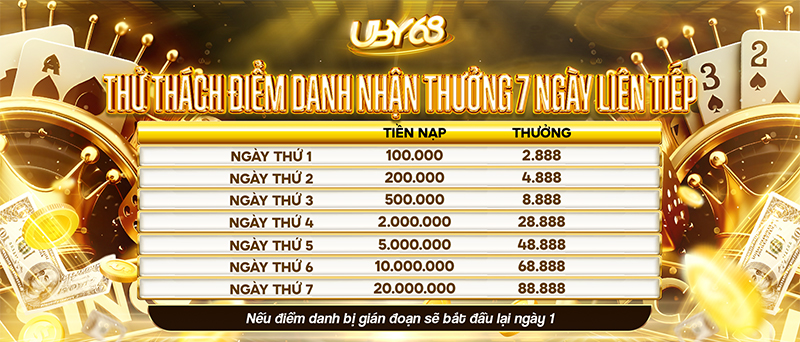 UBY68
THỬ THÁCH ĐIỂM DANH NHẬN THƯỞNG 7 NGÀY LIÊN TIẾP
TIỀN NẠP THƯỞNG
NGÀY THỨ 1 100.000 2.888
NGÀY THỨ 2 200.000 4.888
NGÀY THỨ 3 500.000 8.888
NGÀY THỨ 4 2.000.000 28.888
NGÀY THỨ 5 5.000.000 48.888
NGÀY THỨ 6 10.000.000 68.888
NGÀY THỨ 7 20.000.000 88.888
Nếu điểm danh bị gián đoạn sẽ bắt đầu lại ngày 1
A
3
2